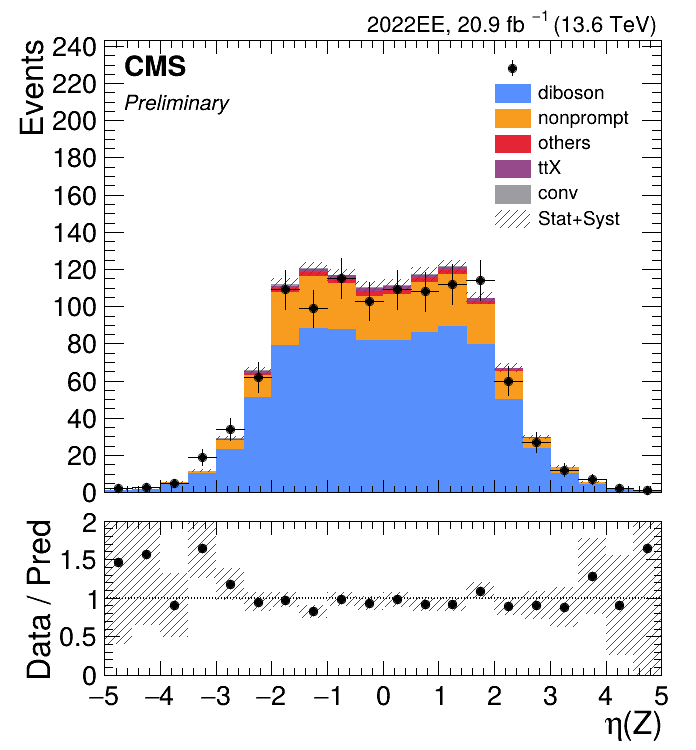 2022EE, 20.9 fb ⁻¹ (13.6 TeV)
Events
240
220
200
180
160
140
120
100
80
60
40
20
0
CMS
Preliminary
diboson
nonprompt
others
ttX
conv
Stat+Syst
Data / Pred
2
1.5
1
0.5
0
−5 −4 −3 −2 −1 0 1 2 3 4 5
η(Z)